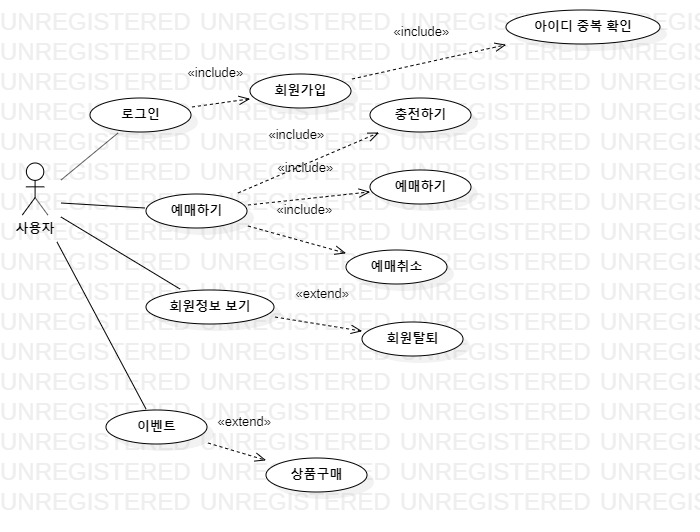 아이디 중복 확인
«include»
«include»
회원가입
로그인
충전하기
«include»
«include»
예매하기
«include»
예매하기
사용자
예매취소
«extend»
회원정보 보기
회원탈퇴
«extend»
이벤트
상품구매
UNREGISTERED UNREGISTERED UNREGISTERED UNREGISTERED